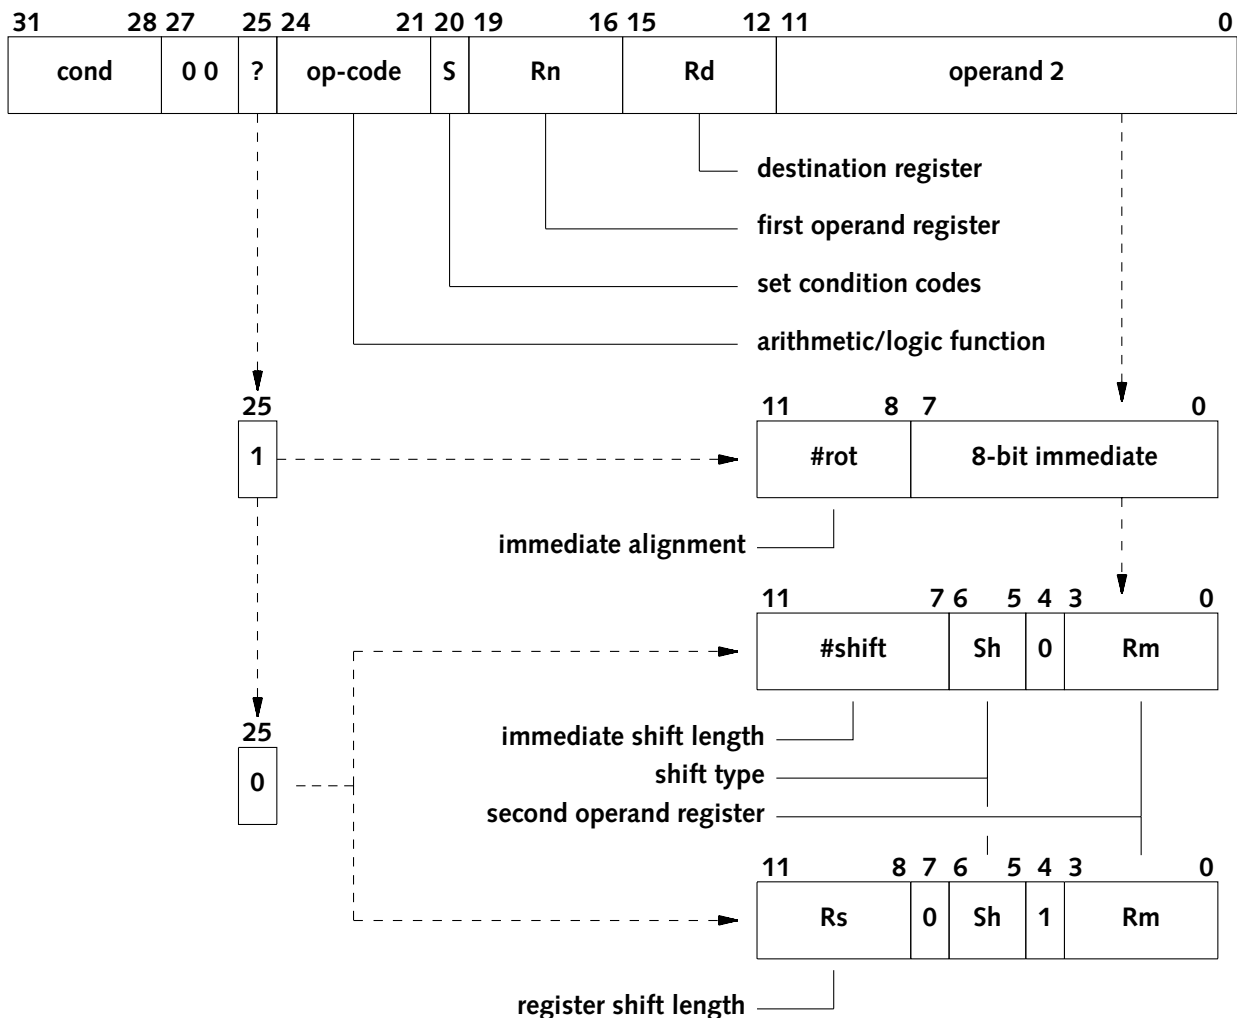 31 28 27 25 24 21 20 19 16 15 12 11 0
cond 0 0 ? op-code S Rn Rd operand 2
destination register
first operand register
set condition codes
arithmetic/logic function
25 11 8 7 0
1 #rot 8-bit immediate
immediate alignment
11 7 6 5 4 3 0
#shift Sh 0 Rm
25
immediate shift length
0
shift type
second operand register
11 8 7 6 5 4 3 0
Rs 0 Sh 1 Rm
register shift length